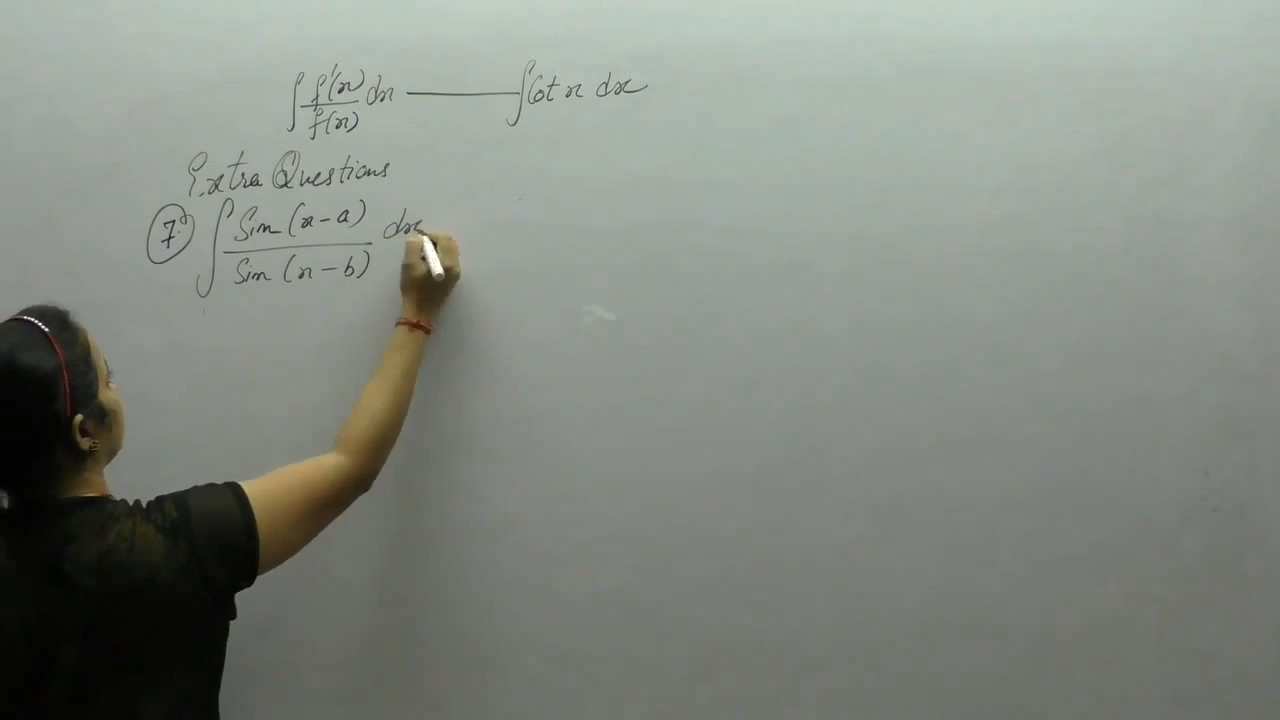 ∫ f'(x)/f(x) dx —— ∫ Cot x dx
Extra Questions
7 ∫ Sin (x-a)/Sin (x-b) dx